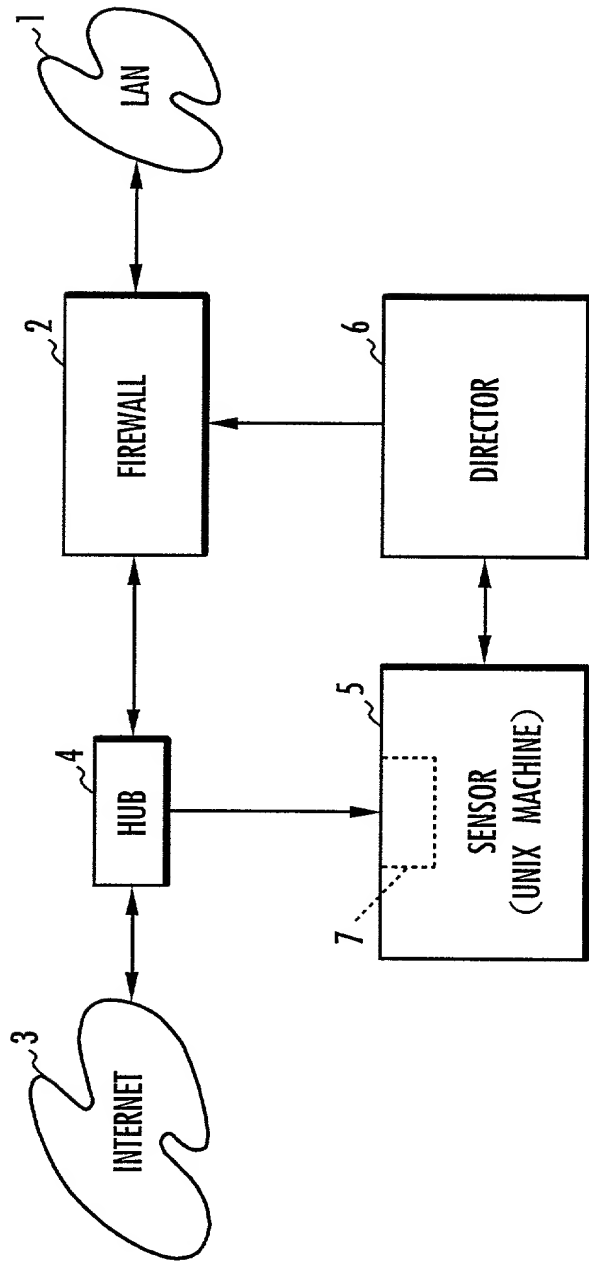 3
INTERNET
4
HUB
2
FIREWALL
1
LAN
7
5
SENSOR
(UNIX MACHINE)
6
DIRECTOR